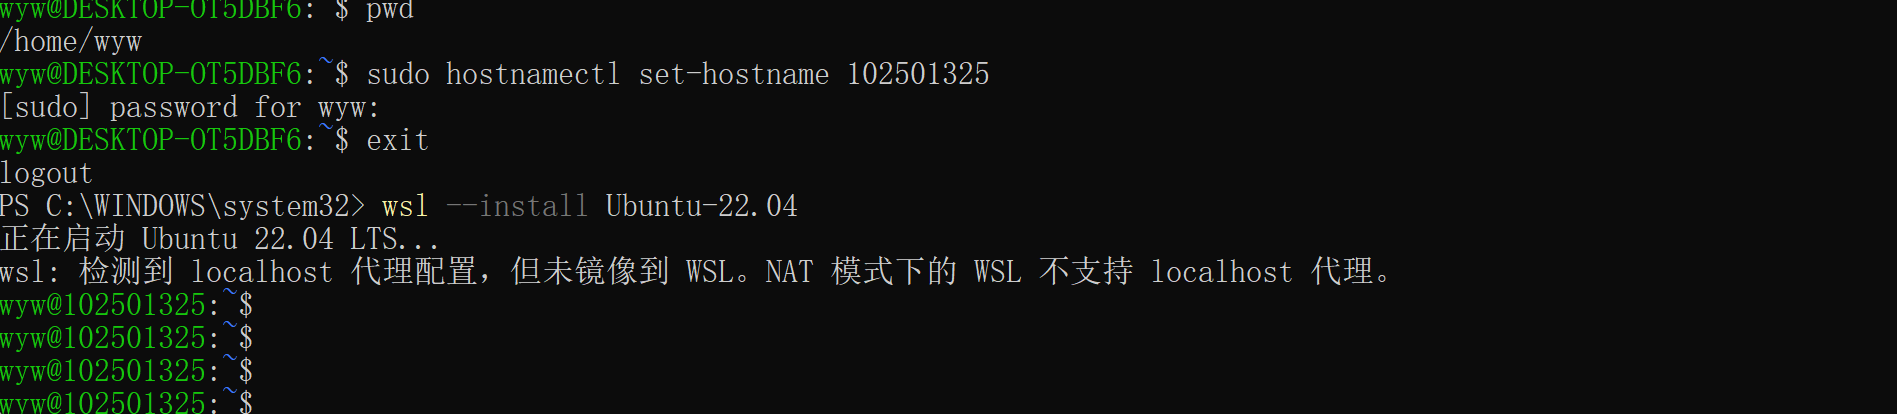 wyw@DESKTOP-OT5DBF6:~$ pwd
/home/wyw
wyw@DESKTOP-OT5DBF6:~$ sudo hostnamectl set-hostname 102501325
[sudo] password for wyw:
wyw@DESKTOP-OT5DBF6:~$ exit
logout
PS C:\WINDOWS\system32> wsl --install Ubuntu-22.04
正在启动 Ubuntu 22.04 LTS...
wsl: 检测到 localhost 代理配置，但未镜像到 WSL。NAT 模式下的 WSL 不支持 localhost 代理。
wyw@102501325:~$
wyw@102501325:~$
wyw@102501325:~$
wyw@102501325:~$